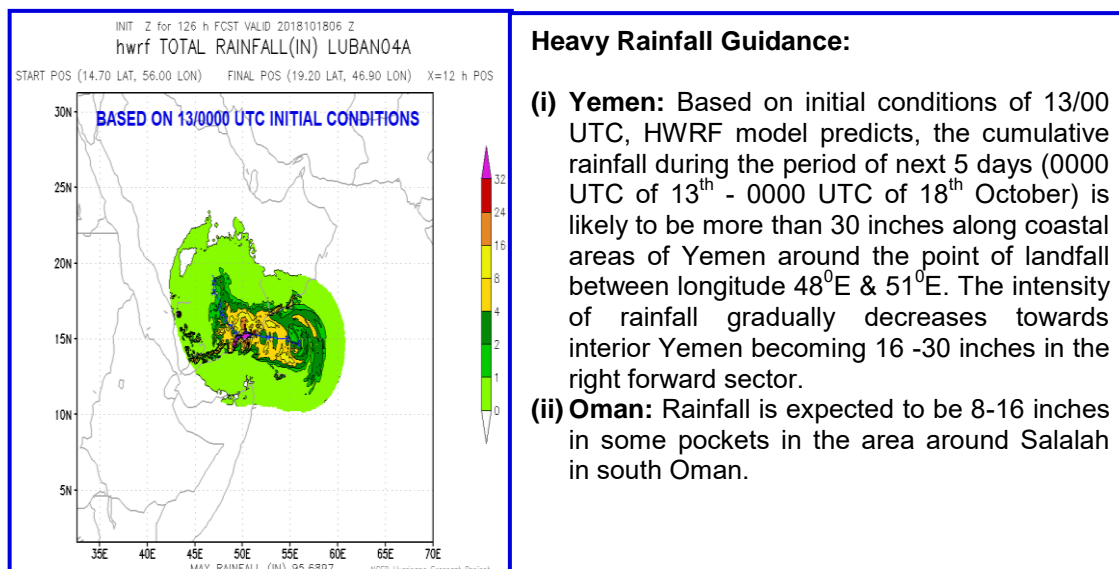 INIT Z for 126 h FCST VALID 2018101806 Z
hwrf TOTAL RAINFALL(IN) LUBAN04A
START POS (14.70 LAT, 56.00 LON) FINAL POS (19.20 LAT, 46.90 LON) X=12 h POS
BASED ON 13/0000 UTC INITIAL CONDITIONS
30N
25N
20N
15N
10N
5N
35E 40E 45E 50E 55E 60E 65E 70E
32
24
16
8
4
2
1
0
MAX RAINFALL (IN) 95.6897
Heavy Rainfall Guidance:
(i) Yemen: Based on initial conditions of 13/00
UTC, HWRF model predicts, the cumulative
rainfall during the period of next 5 days (0000
UTC of 13th - 0000 UTC of 18th October) is
likely to be more than 30 inches along coastal
areas of Yemen around the point of landfall
between longitude 48⁰E & 51⁰E. The intensity
of rainfall gradually decreases towards
interior Yemen becoming 16 -30 inches in the
right forward sector.
(ii) Oman: Rainfall is expected to be 8-16 inches
in some pockets in the area around Salalah
in south Oman.